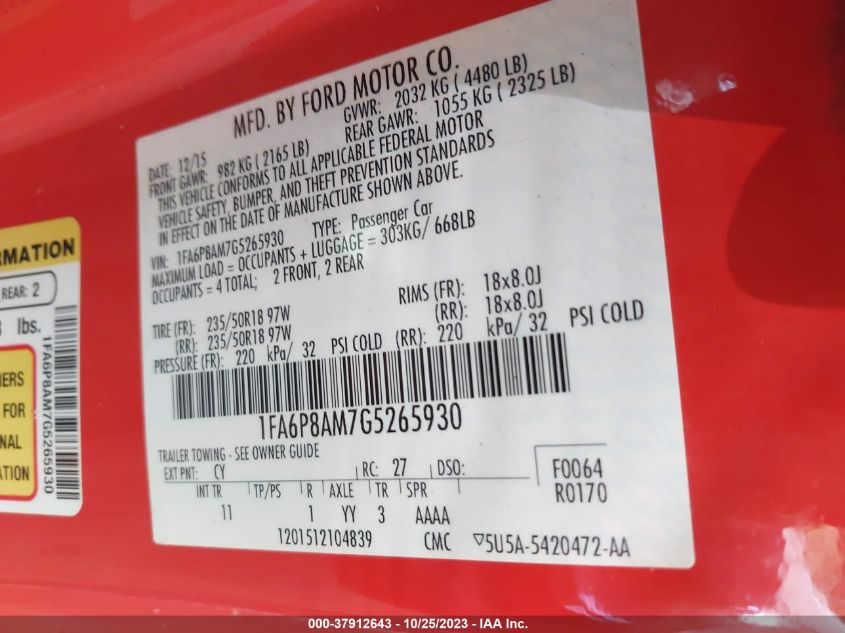 MFD. BY FORD MOTOR CO.
DATE: 12/15
GVWR: 2032 KG ( 4480 LB)
FRONT GAWR: 982 KG ( 2165 LB)
REAR GAWR: 1055 KG ( 2325 LB)
THIS VEHICLE CONFORMS TO ALL APPLICABLE FEDERAL MOTOR
VEHICLE SAFETY, BUMPER, AND THEFT PREVENTION STANDARDS
IN EFFECT ON THE DATE OF MANUFACTURE SHOWN ABOVE.
VIN: 1FA6P8AM7G5265930 TYPE: Passenger Car
MAXIMUM LOAD = OCCUPANTS + LUGGAGE = 303KG/ 668LB
OCCUPANTS = 4 TOTAL; 2 FRONT, 2 REAR
TIRE (FR): 235/50R18 97W RIMS (FR): 18x8.0J
(RR): 235/50R18 97W (RR): 18x8.0J
PRESSURE (FR): 220 kPa/ 32 PSI COLD (RR): 220 kPa/ 32 PSI COLD
1FA6P8AM7G5265930
TRAILER TOWING - SEE OWNER GUIDE
EXT PNT: CY RC: 27 DSO:
INT TR TP/PS R AXLE TR SPR
11 1 YY 3 AAAA
F0064
R0170
1201512104839 CMC 5U5A-5420472-AA
RMATION
REAR: 2
lbs.
1FA6P8AM7G5265930
NERS
FOR
NAL
ATION
000-37912643 - 10/25/2023 - IAA Inc.